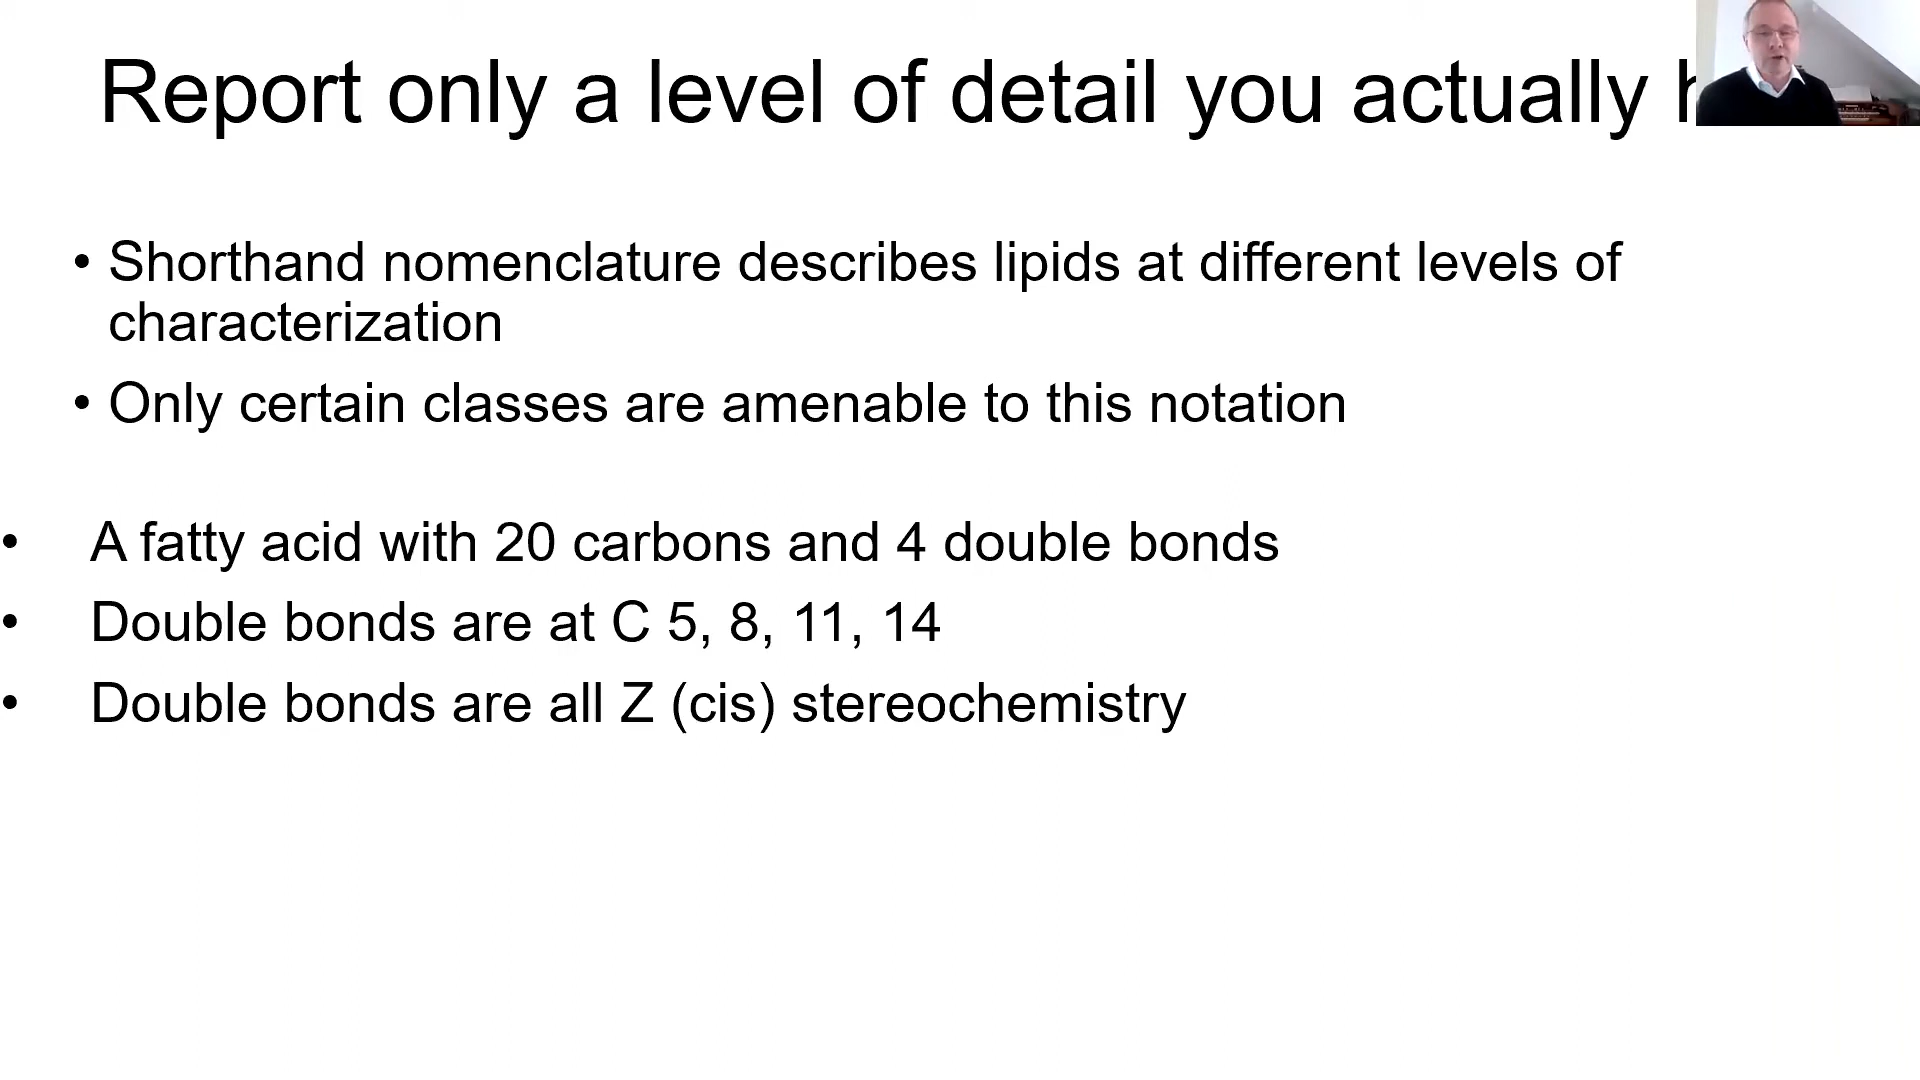 Report only a level of detail you actually
• Shorthand nomenclature describes lipids at different levels of
characterization
• Only certain classes are amenable to this notation
• A fatty acid with 20 carbons and 4 double bonds
• Double bonds are at C 5, 8, 11, 14
• Double bonds are all Z (cis) stereochemistry